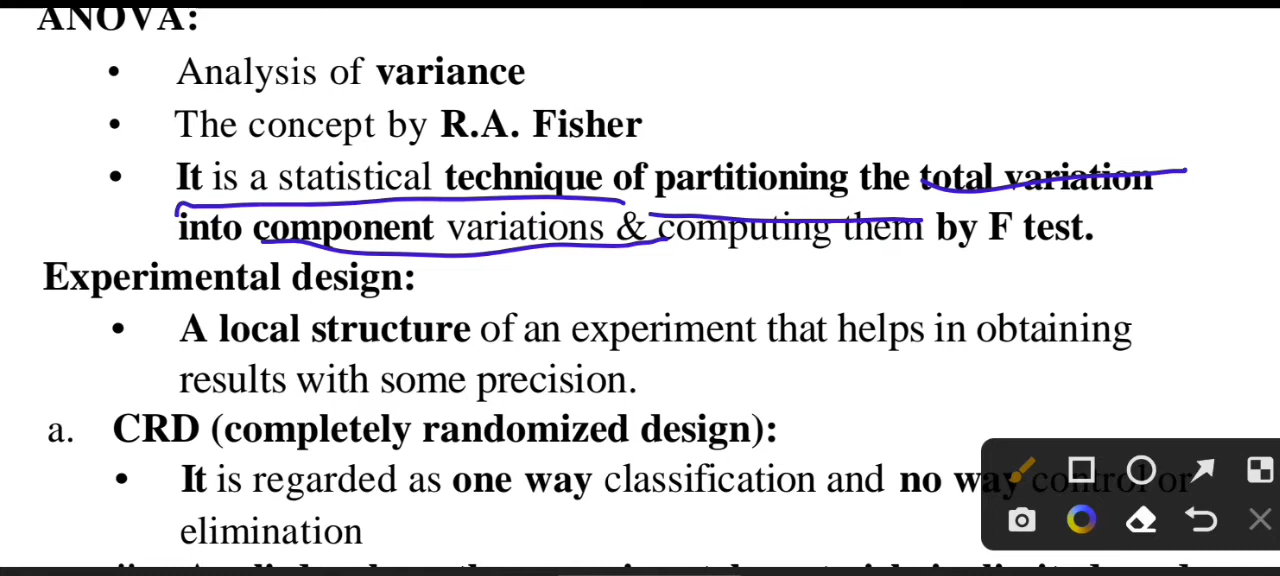 ANOVA:
• Analysis of variance
• The concept by R.A. Fisher
• It is a statistical technique of partitioning the total variation
into component variations & computing them by F test.
Experimental design:
• A local structure of an experiment that helps in obtaining
results with some precision.
a. CRD (completely randomized design):
• It is regarded as one way classification and no way control or
elimination